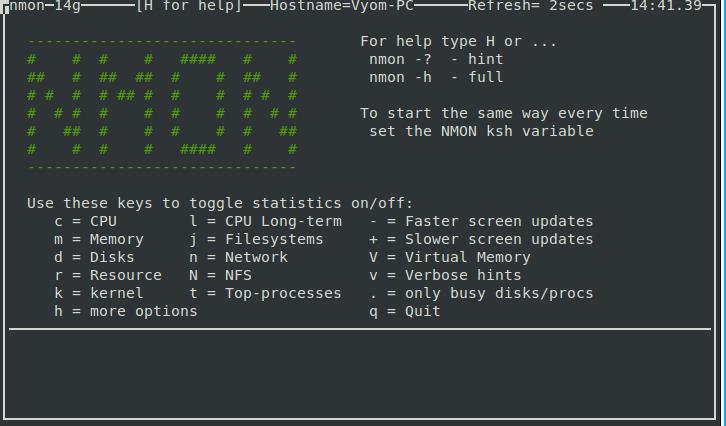 nmon─14g──────[H for help]───Hostname=Vyom-PC──────Refresh= 2secs ───14:41.39─
------------------------------        For help type H or ...
#    #  #    #   ####   #    #         nmon -?  - hint
##   #  ##  ##  #    #  ##   #         nmon -h  - full
# #  #  # ## #  #    #  # #  #
#  # #  #    #  #    #  #  # #        To start the same way every time
#   ##  #    #  #    #  #   ##         set the NMON ksh variable
#    #  #    #   ####   #    #
------------------------------
Use these keys to toggle statistics on/off:
c = CPU        l = CPU Long-term   - = Faster screen updates
m = Memory     j = Filesystems     + = Slower screen updates
d = Disks      n = Network         V = Virtual Memory
r = Resource   N = NFS             v = Verbose hints
k = kernel     t = Top-processes   . = only busy disks/procs
h = more options                   q = Quit